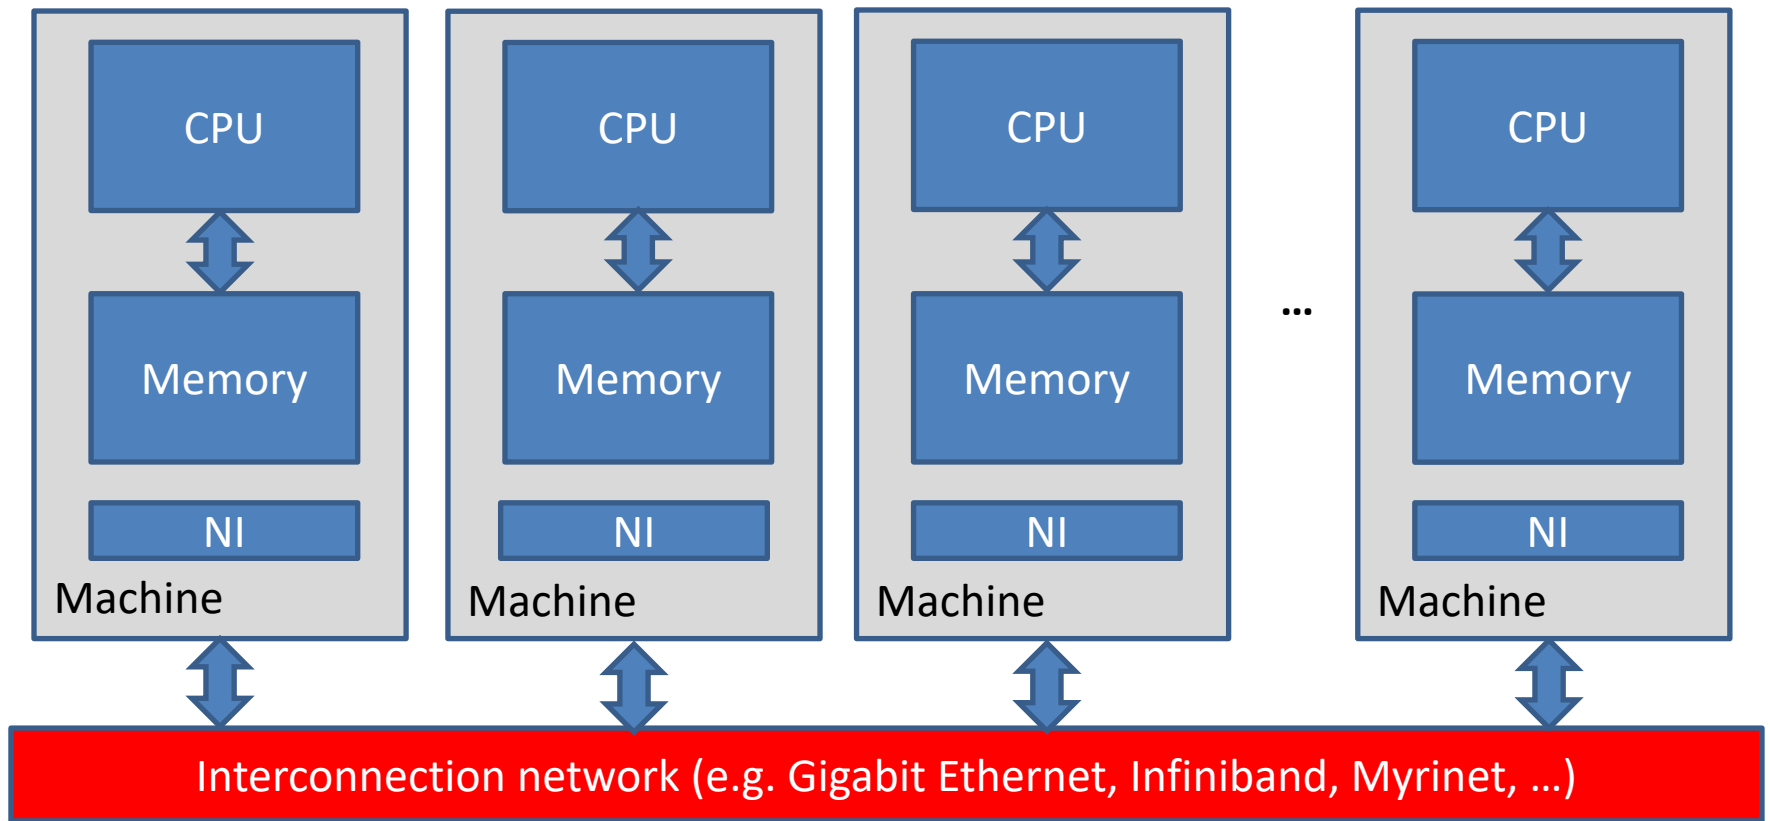 CPU
Memory
NI
Machine
CPU
Memory
NI
Machine
CPU
Memory
NI
Machine
...
CPU
Memory
NI
Machine
Interconnection network (e.g. Gigabit Ethernet, Infiniband, Myrinet, ...)